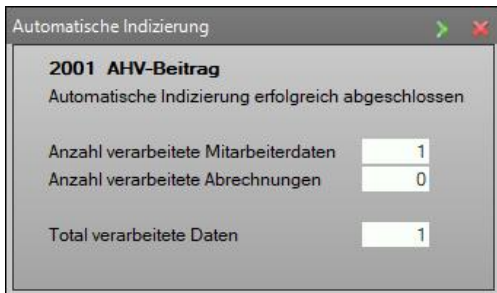 Automatische Indizierung
2001 AHV-Beitrag
Automatische Indizierung erfolgreich abgeschlossen
Anzahl verarbeitete Mitarbeiterdaten 1
Anzahl verarbeitete Abrechnungen 0
Total verarbeitete Daten 1